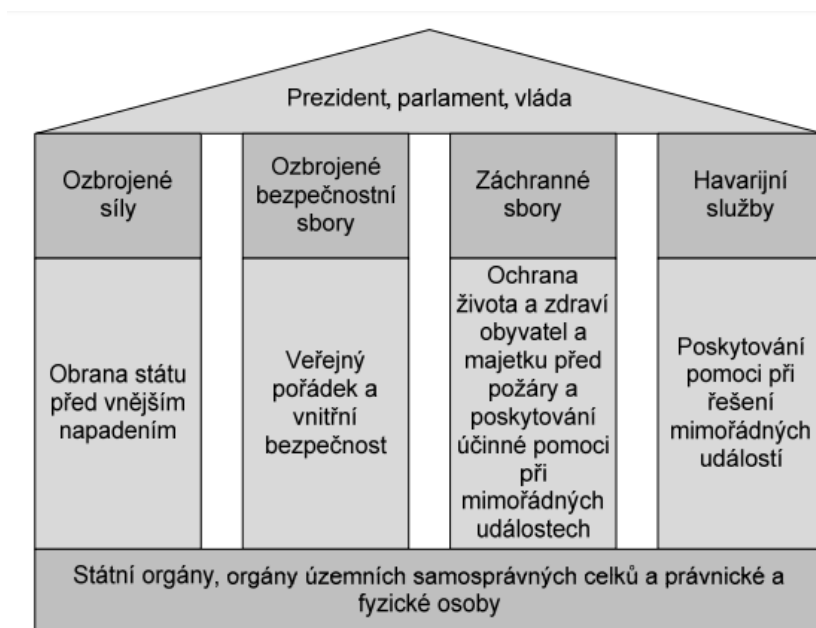 Prezident, parlament, vláda
Ozbrojené
síly
Ozbrojené
bezpečnostní
sbory
Záchranné
sbory
Havarijní
služby
Obrana státu
před vnějším
napadením
Veřejný
pořádek a
vnitřní
bezpečnost
Ochrana
života a zdraví
obyvatel a
majetku před
požáry a
poskytování
účinné pomoci
při
mimořádných
událostech
Poskytování
pomoci při
řešení
mimořádných
událostí
Státní orgány, orgány územních samosprávných celků a právnické a
fyzické osoby